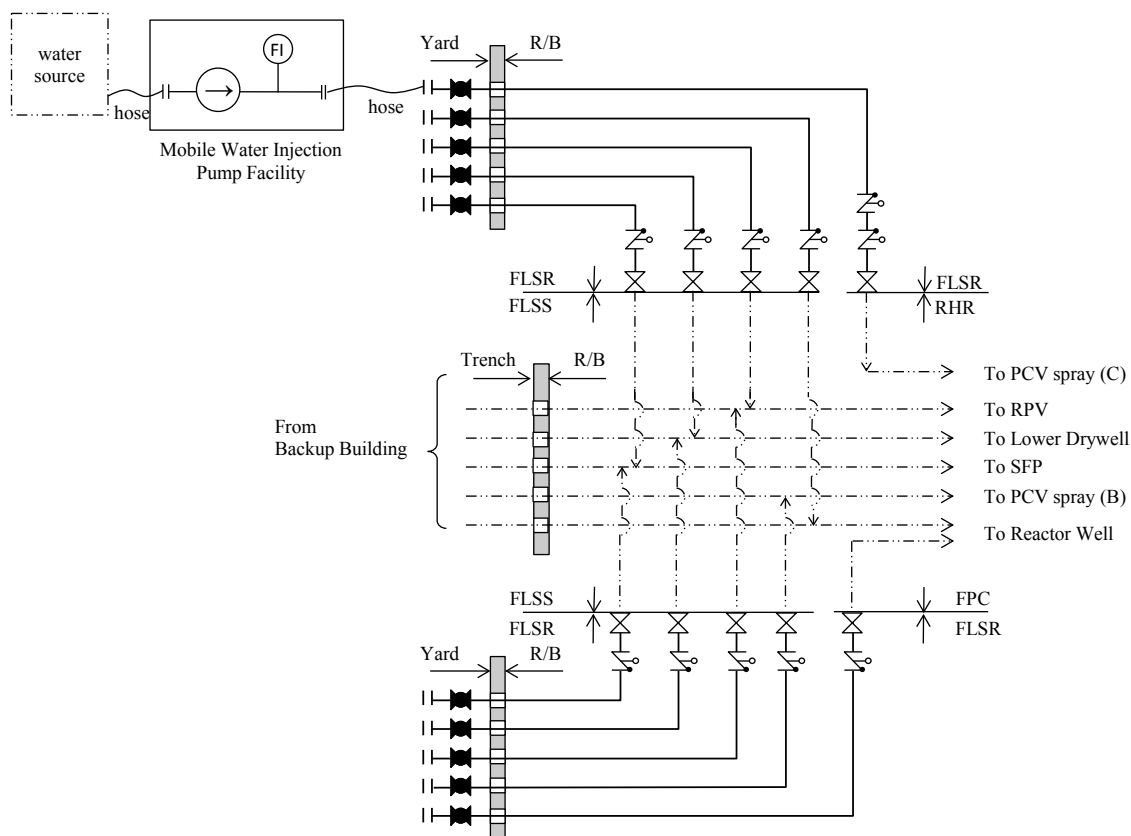 water
source
hose
FI
Mobile Water Injection
Pump Facility
hose
Yard
R/B
FLSR
FLSS
FLSR
RHR
Trench
R/B
From
Backup Building
To PCV spray (C)
To RPV
To Lower Drywell
To SFP
To PCV spray (B)
To Reactor Well
FLSS
FLSR
FPC
FLSR
Yard
R/B